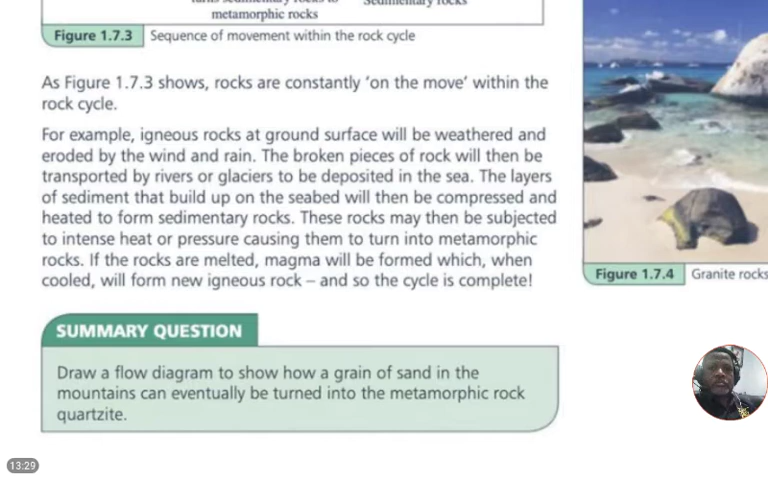 metamorphic rocks
Sedimentary rocks
Figure 1.7.3 Sequence of movement within the rock cycle
As Figure 1.7.3 shows, rocks are constantly ‘on the move’ within the
rock cycle.
For example, igneous rocks at ground surface will be weathered and
eroded by the wind and rain. The broken pieces of rock will then be
transported by rivers or glaciers to be deposited in the sea. The layers
of sediment that build up on the seabed will then be compressed and
heated to form sedimentary rocks. These rocks may then be subjected
to intense heat or pressure causing them to turn into metamorphic
rocks. If the rocks are melted, magma will be formed which, when
cooled, will form new igneous rock – and so the cycle is complete!
Figure 1.7.4 Granite rocks
SUMMARY QUESTION
Draw a flow diagram to show how a grain of sand in the
mountains can eventually be turned into the metamorphic rock
quartzite.
13:29